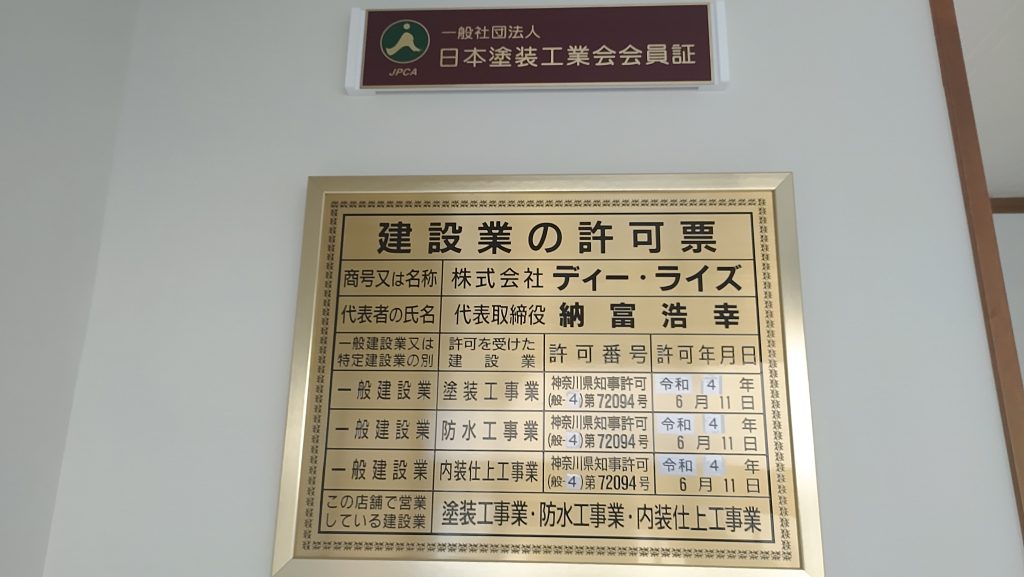 一般社団法人
日本塗装工業会会員証
JPCA
建設業の許可票
商号又は名称 株式会社 ディー・ライズ
代表者の氏名 代表取締役 納富浩幸
一般建設業又は特定建設業の別 許可を受けた建設業 許可番号 許可年月日
一般建設業 塗装工事業 神奈川県知事許可(般-4)第72094号 令和4年6月11日
一般建設業 防水工事業 神奈川県知事許可(般-4)第72094号 令和4年6月11日
一般建設業 内装仕上工事業 神奈川県知事許可(般-4)第72094号 令和4年6月11日
この店舗で営業している建設業 塗装工事業・防水工事業・内装仕上工事業